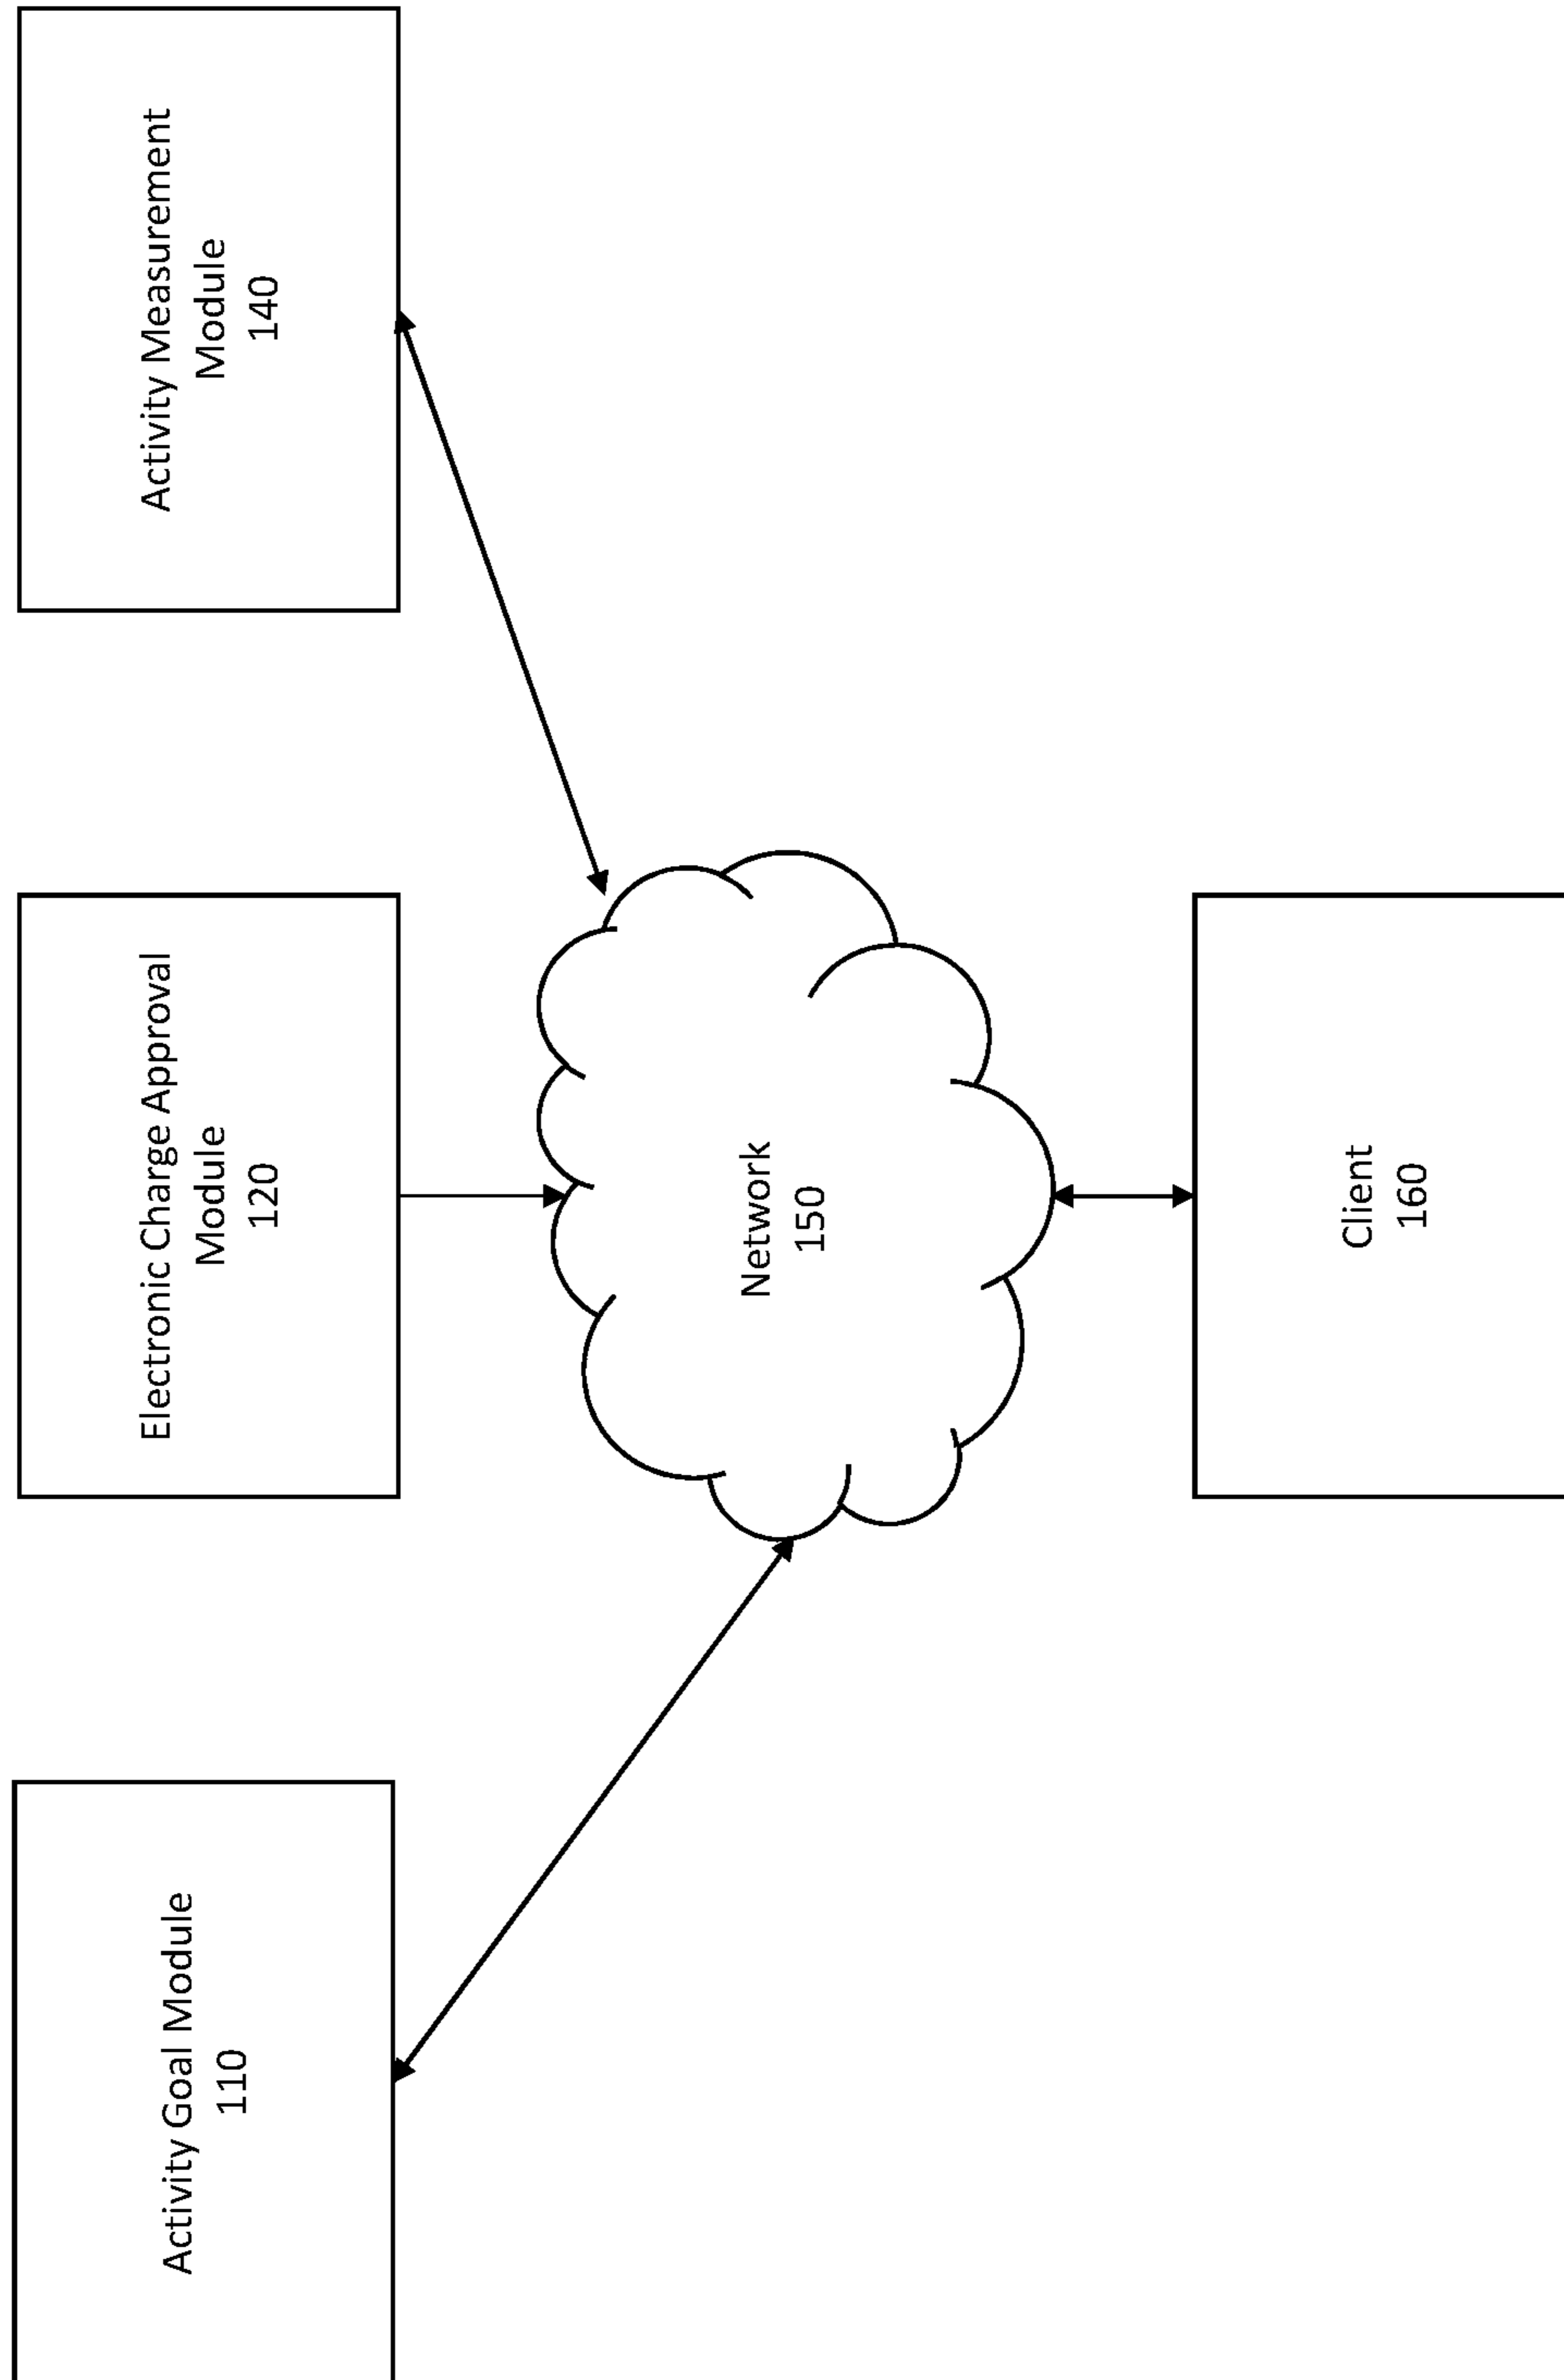 Activity Goal Module
110
Electronic Charge Approval
Module
120
Activity Measurement
Module
140
Network
150
Client
160